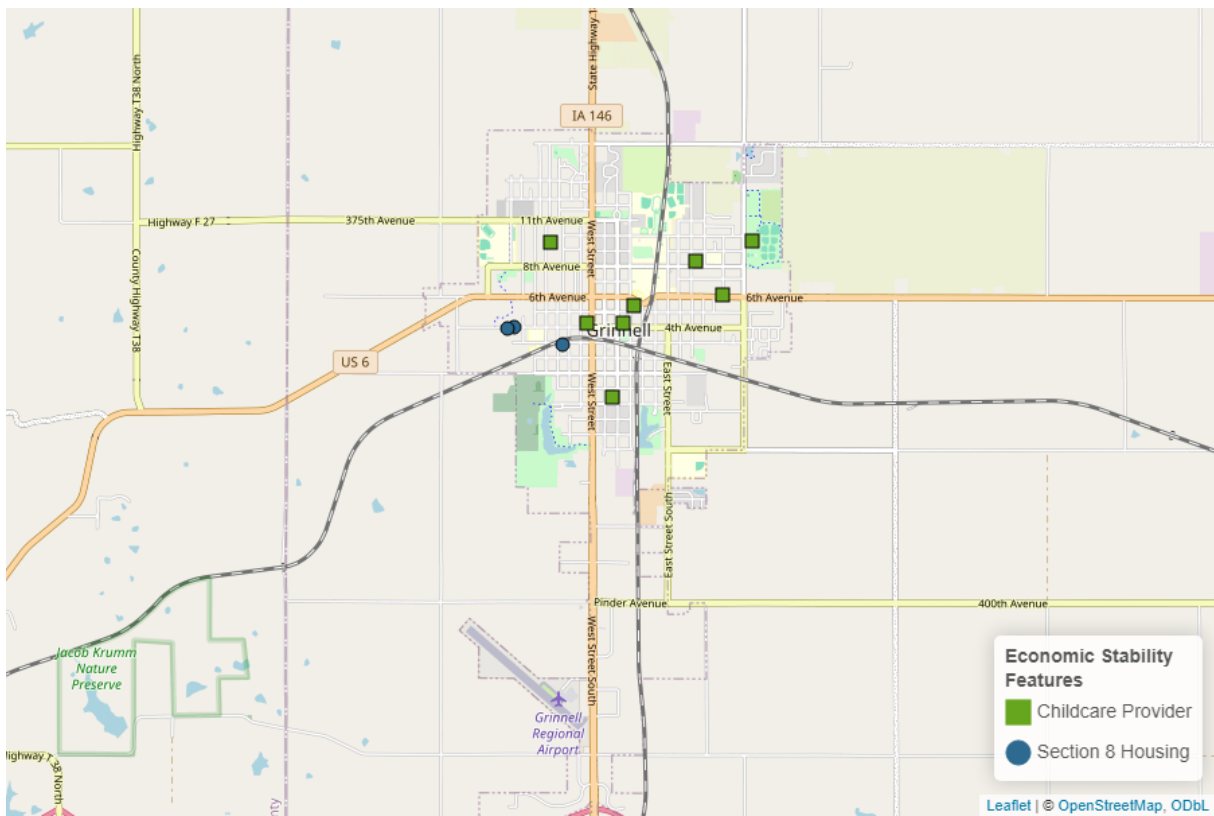 Highway T38 North
State Highway 1
IA 146
Highway F 27
375th Avenue
11th Avenue
West Street
8th Avenue
6th Avenue
6th Avenue
County Highway T38
Grinnell
4th Avenue
US 6
East Street
West Street
East Street South
Pinder Avenue
400th Avenue
West Street South
Jacob Krumm
Nature
Preserve
Grinnell
Regional
Airport
Highway T 38 North
nty
Economic Stability
Features
Childcare Provider
Section 8 Housing
Leaflet | © OpenStreetMap, ODbL